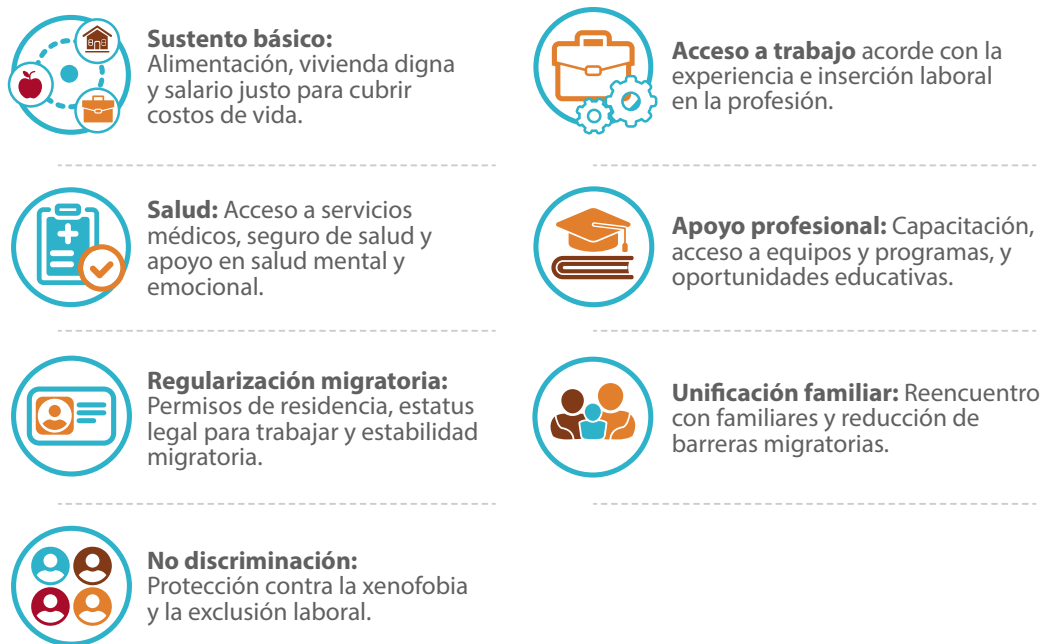 Sustento básico:
Alimentación, vivienda digna
y salario justo para cubrir
costos de vida.
Acceso a trabajo acorde con la
experiencia e inserción laboral
en la profesión.
Salud: Acceso a servicios
médicos, seguro de salud y
apoyo en salud mental y
emocional.
Apoyo profesional: Capacitación,
acceso a equipos y programas, y
oportunidades educativas.
Regularización migratoria:
Permisos de residencia, estatus
legal para trabajar y estabilidad
migratoria.
Unificación familiar: Reencuentro
con familiares y reducción de
barreras migratorias.
No discriminación:
Protección contra la xenofobia
y la exclusión laboral.